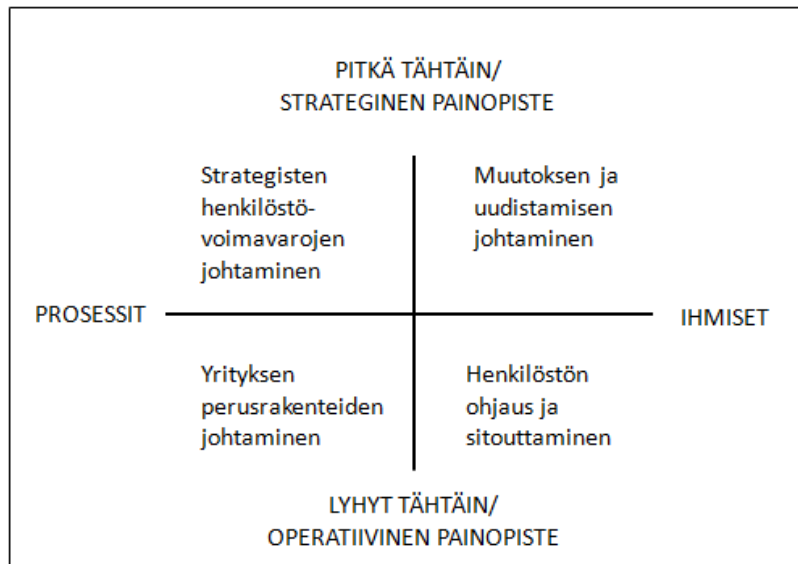 PITKÄ TÄHTÄIN/
STRATEGINEN PAINOPISTE
Strategisten
henkilöstö-
voimavarojen
johtaminen
Muutoksen ja
uudistamisen
johtaminen
PROSESSIT
IHMISET
Yrityksen
perusrakenteiden
johtaminen
Henkilöstön
ohjaus ja
sitouttaminen
LYHYT TÄHTÄIN/
OPERATIIVINEN PAINOPISTE